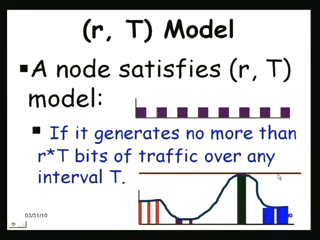 (r, T) Model
A node satisfies (r, T)
model:
If it generates no more than
r*T bits of traffic over any
interval T.
03/31/10